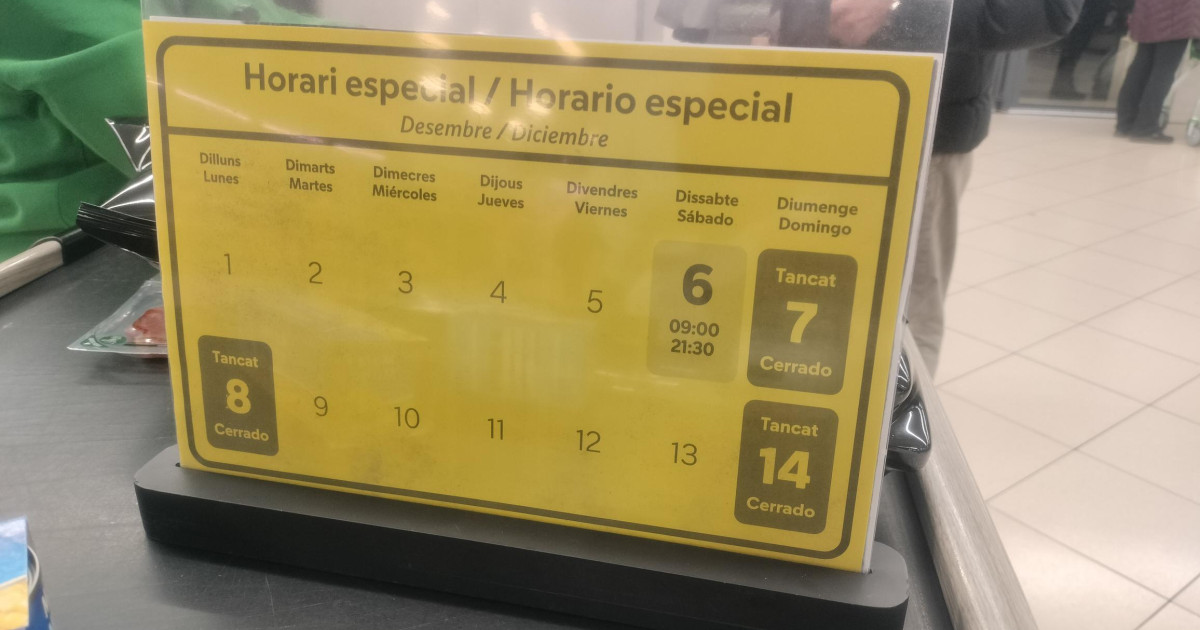 Horari especial / Horario especial
Desembre / Diciembre
Dilluns Dimarts Dimecres Dijous Divendres Dissabte Diumenge
Lunes Martes Miércoles Jueves Viernes Sábado Domingo
1 2 3 4 5 6 Tancat 7 Cerrado
09:00
21:30
Tancat 8 Cerrado 9 10 11 12 13 Tancat 14 Cerrado